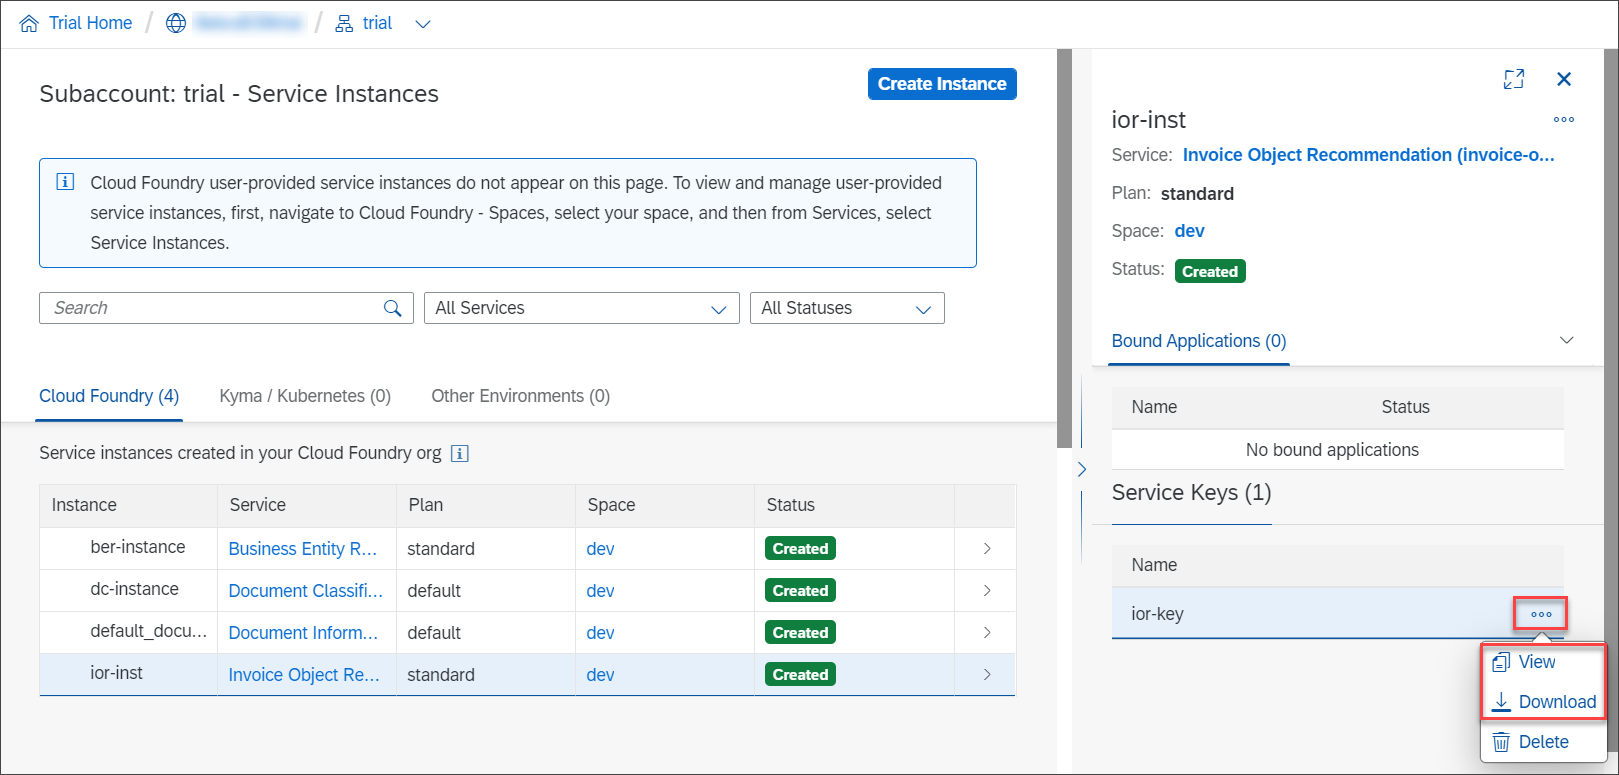 Trial Home / / trial
Subaccount: trial - Service Instances
Create Instance
Cloud Foundry user-provided service instances do not appear on this page. To view and manage user-provided
service instances, first, navigate to Cloud Foundry - Spaces, select your space, and then from Services, select
Service Instances.
Search
All Services
All Statuses
Cloud Foundry (4)
Kyma / Kubernetes (0)
Other Environments (0)
Service instances created in your Cloud Foundry org
Instance Service Plan Space Status
ber-instance Business Entity R... standard dev Created
dc-instance Document Classifi... default dev Created
default_docu... Document Inform... default dev Created
ior-inst Invoice Object Re... standard dev Created
ior-inst
Service: Invoice Object Recommendation (invoice-o...
Plan: standard
Space: dev
Status: Created
Bound Applications (0)
Name Status
No bound applications
Service Keys (1)
Name
ior-key
View
Download
Delete